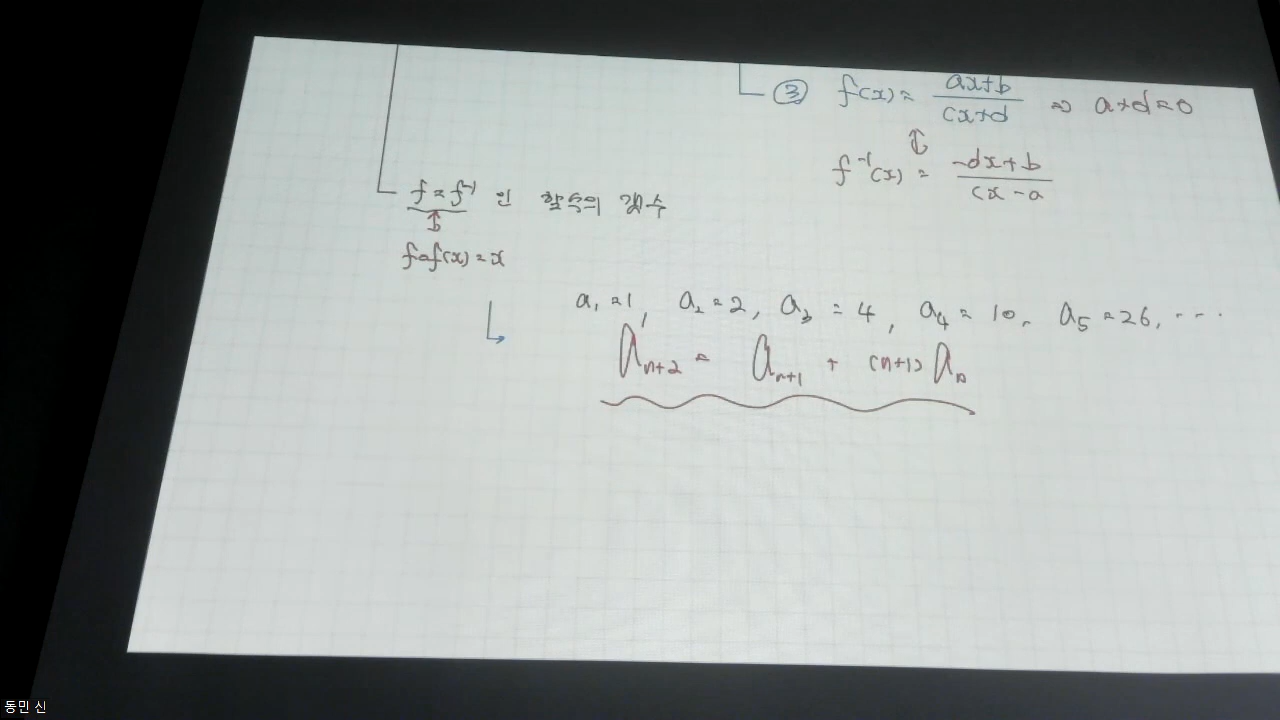 ③ f(x) = (ax+b)/(cx+d) ⇒ a+d=0
↕
f⁻¹(x) = (-dx+b)/(cx-a)
f = f⁻¹ 인 함수의 갯수
↕
f∘f(x) = x
a₁=1, a₂=2, a₃=4, a₄=10, a₅=26, ...
aₙ₊₂ = aₙ₊₁ + (n+1)aₙ
동민 신